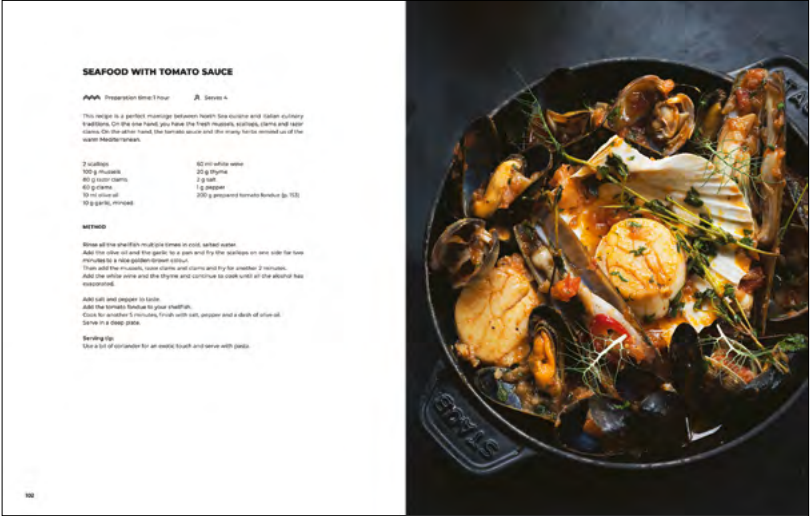 SEAFOOD WITH TOMATO SAUCE
Preparation time: 1 hour
Serves 4
This recipe is a perfect marriage between North Sea cuisine and Italian culinary
traditions. On the one hand, you have the fresh mussels, scallops, clams and razor
clams. On the other hand, the tomato sauce and the many herbs remind us of the
warm Mediterranean.
2 scallops
100 g mussels
80 g razor clams
60 g clams
10 ml olive oil
10 g garlic, minced
60 ml white wine
20 g thyme
2 g salt
1 g pepper
200 g prepared tomato fondue (p. 153)
METHOD
Rinse all the shellfish multiple times in cold, salted water.
Add the olive oil and the garlic to a pan and fry the scallops on one side for two
minutes to a nice golden-brown colour.
Then add the mussels, razor clams and clams and fry for another 2 minutes.
Add the white wine and the thyme and continue to cook until all the alcohol has
evaporated.
Add salt and pepper to taste.
Add the tomato fondue to your shellfish.
Cook for another 5 minutes, finish with salt, pepper and a dash of olive oil.
Serve in a deep plate.
Serving tip:
Use a bit of coriander for an exotic touch and serve with pasta.
102
STAUB